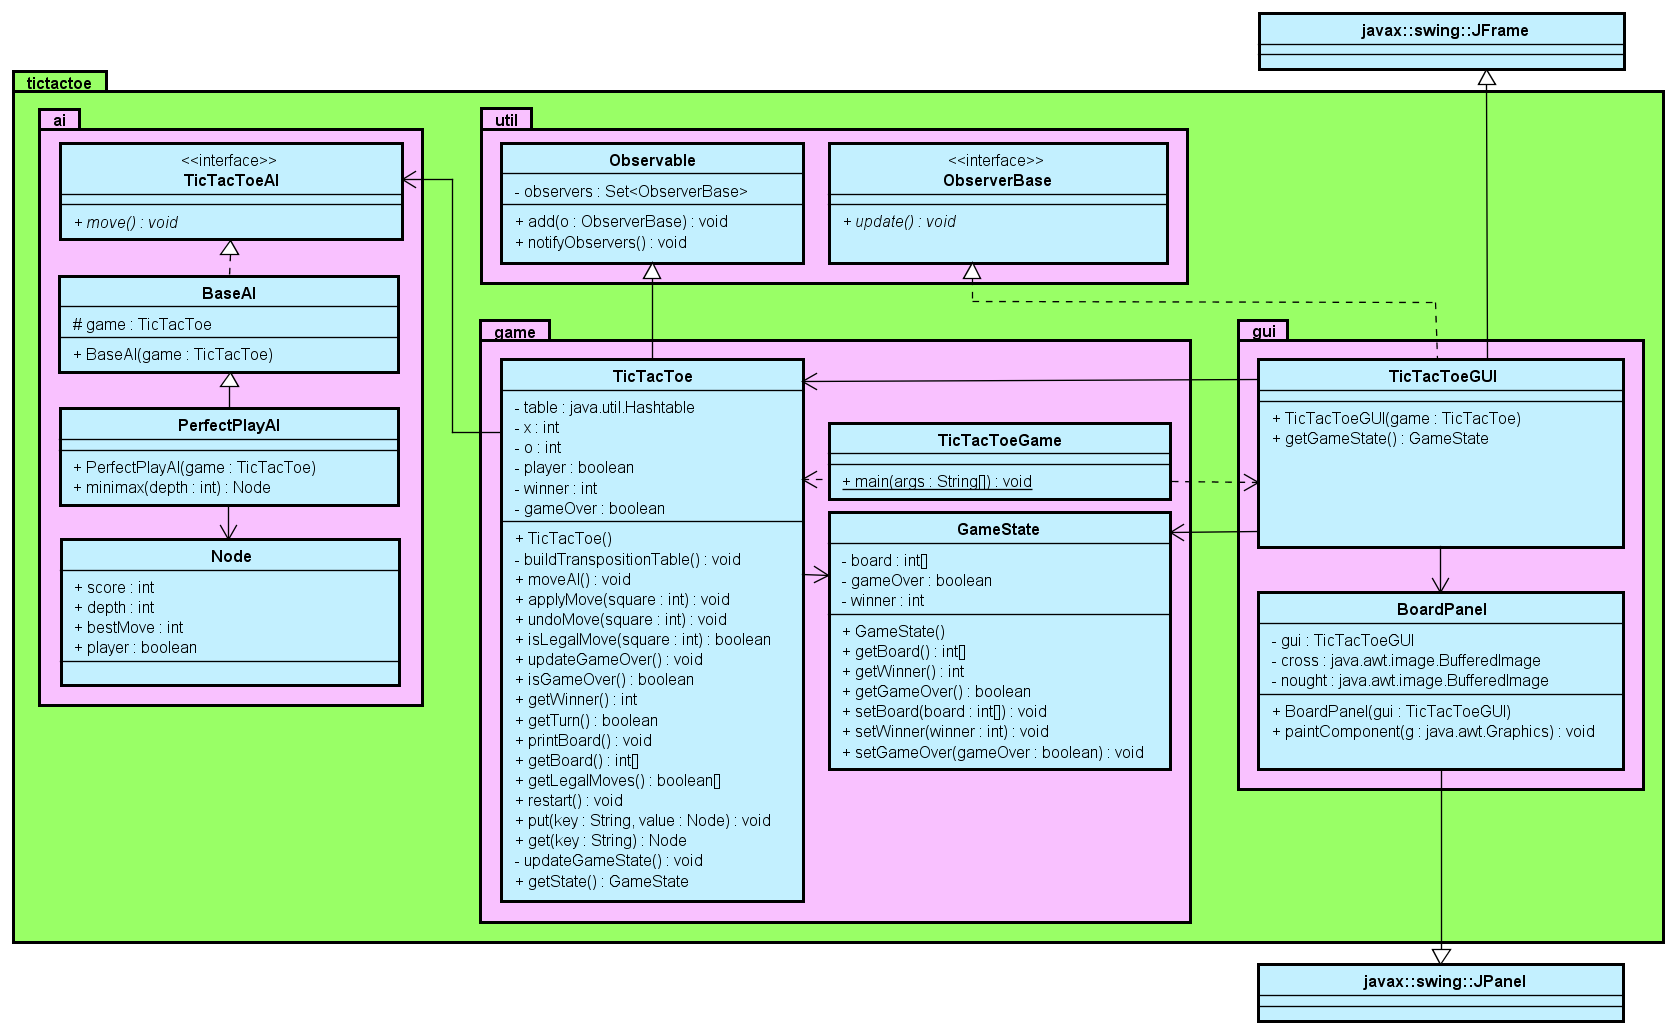 javax::swing::JFrame
tictactoe
ai
<<interface>>
TicTacToeAI
+ move() : void
BaseAI
# game : TicTacToe
+ BaseAI(game : TicTacToe)
PerfectPlayAI
+ PerfectPlayAI(game : TicTacToe)
+ minimax(depth : int) : Node
Node
+ score : int
+ depth : int
+ bestMove : int
+ player : boolean
util
Observable
- observers : Set<ObserverBase>
+ add(o : ObserverBase) : void
+ notifyObservers() : void
<<interface>>
ObserverBase
+ update() : void
game
TicTacToe
- table : java.util.Hashtable
- x : int
- o : int
- player : boolean
- winner : int
- gameOver : boolean
+ TicTacToe()
- buildTranspositionTable() : void
+ moveAI() : void
+ applyMove(square : int) : void
+ undoMove(square : int) : void
+ isLegalMove(square : int) : boolean
+ updateGameOver() : void
+ isGameOver() : boolean
+ getWinner() : int
+ getTurn() : boolean
+ printBoard() : void
+ getBoard() : int[]
+ getLegalMoves() : boolean[]
+ restart() : void
+ put(key : String, value : Node) : void
+ get(key : String) : Node
- updateGameState() : void
+ getState() : GameState
TicTacToeGame
+ main(args : String[]) : void
GameState
- board : int[]
- gameOver : boolean
- winner : int
+ GameState()
+ getBoard() : int[]
+ getWinner() : int
+ getGameOver() : boolean
+ setBoard(board : int[]) : void
+ setWinner(winner : int) : void
+ setGameOver(gameOver : boolean) : void
gui
TicTacToeGUI
+ TicTacToeGUI(game : TicTacToe)
+ getGameState() : GameState
BoardPanel
- gui : TicTacToeGUI
- cross : java.awt.image.BufferedImage
- nought : java.awt.image.BufferedImage
+ BoardPanel(gui : TicTacToeGUI)
+ paintComponent(g : java.awt.Graphics) : void
javax::swing::JPanel